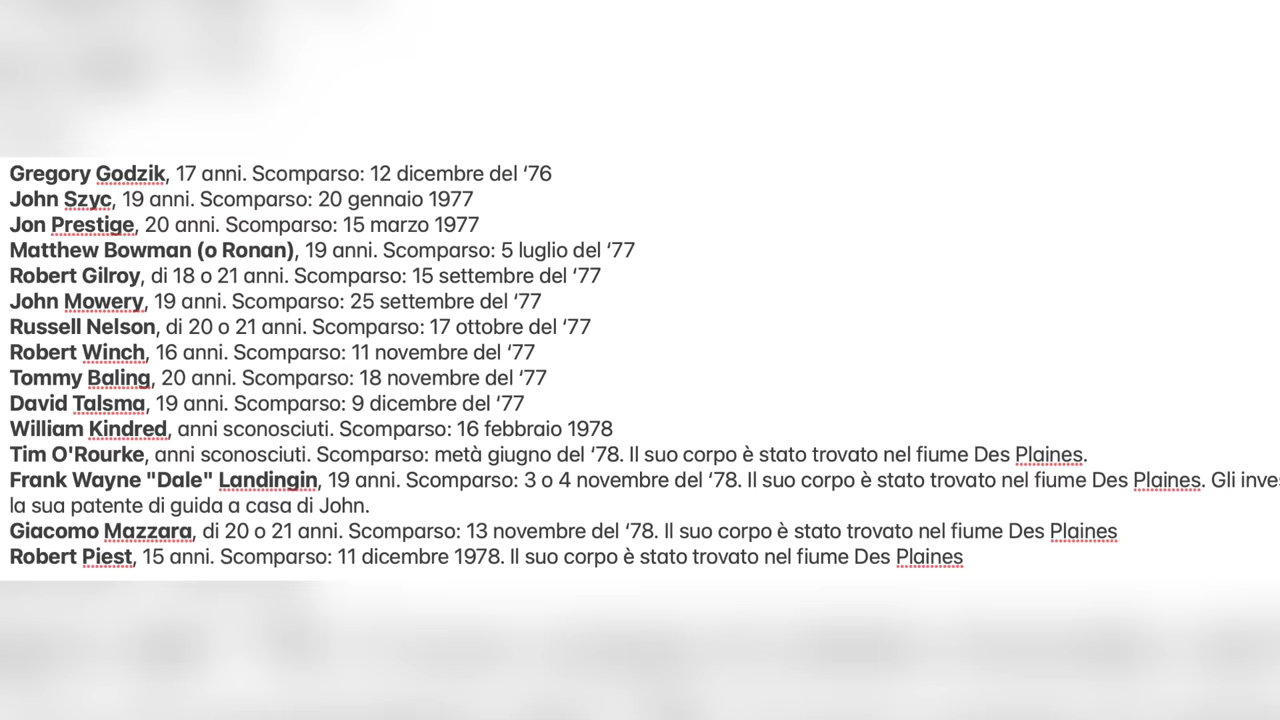 Gregory Godzik, 17 anni. Scomparso: 12 dicembre del ‘76
John Szyc, 19 anni. Scomparso: 20 gennaio 1977
Jon Prestige, 20 anni. Scomparso: 15 marzo 1977
Matthew Bowman (o Ronan), 19 anni. Scomparso: 5 luglio del ‘77
Robert Gilroy, di 18 o 21 anni. Scomparso: 15 settembre del ‘77
John Mowery, 19 anni. Scomparso: 25 settembre del ‘77
Russell Nelson, di 20 o 21 anni. Scomparso: 17 ottobre del ‘77
Robert Winch, 16 anni. Scomparso: 11 novembre del ‘77
Tommy Baling, 20 anni. Scomparso: 18 novembre del ‘77
David Talsma, 19 anni. Scomparso: 9 dicembre del ‘77
William Kindred, anni sconosciuti. Scomparso: 16 febbraio 1978
Tim O'Rourke, anni sconosciuti. Scomparso: metà giugno del ‘78. Il suo corpo è stato trovato nel fiume Des Plaines.
Frank Wayne "Dale" Landingin, 19 anni. Scomparso: 3 o 4 novembre del ‘78. Il suo corpo è stato trovato nel fiume Des Plaines. Gli
la sua patente di guida a casa di John.
Giacomo Mazzara, di 20 o 21 anni. Scomparso: 13 novembre del ‘78. Il suo corpo è stato trovato nel fiume Des Plaines
Robert Piest, 15 anni. Scomparso: 11 dicembre 1978. Il suo corpo è stato trovato nel fiume Des Plaines